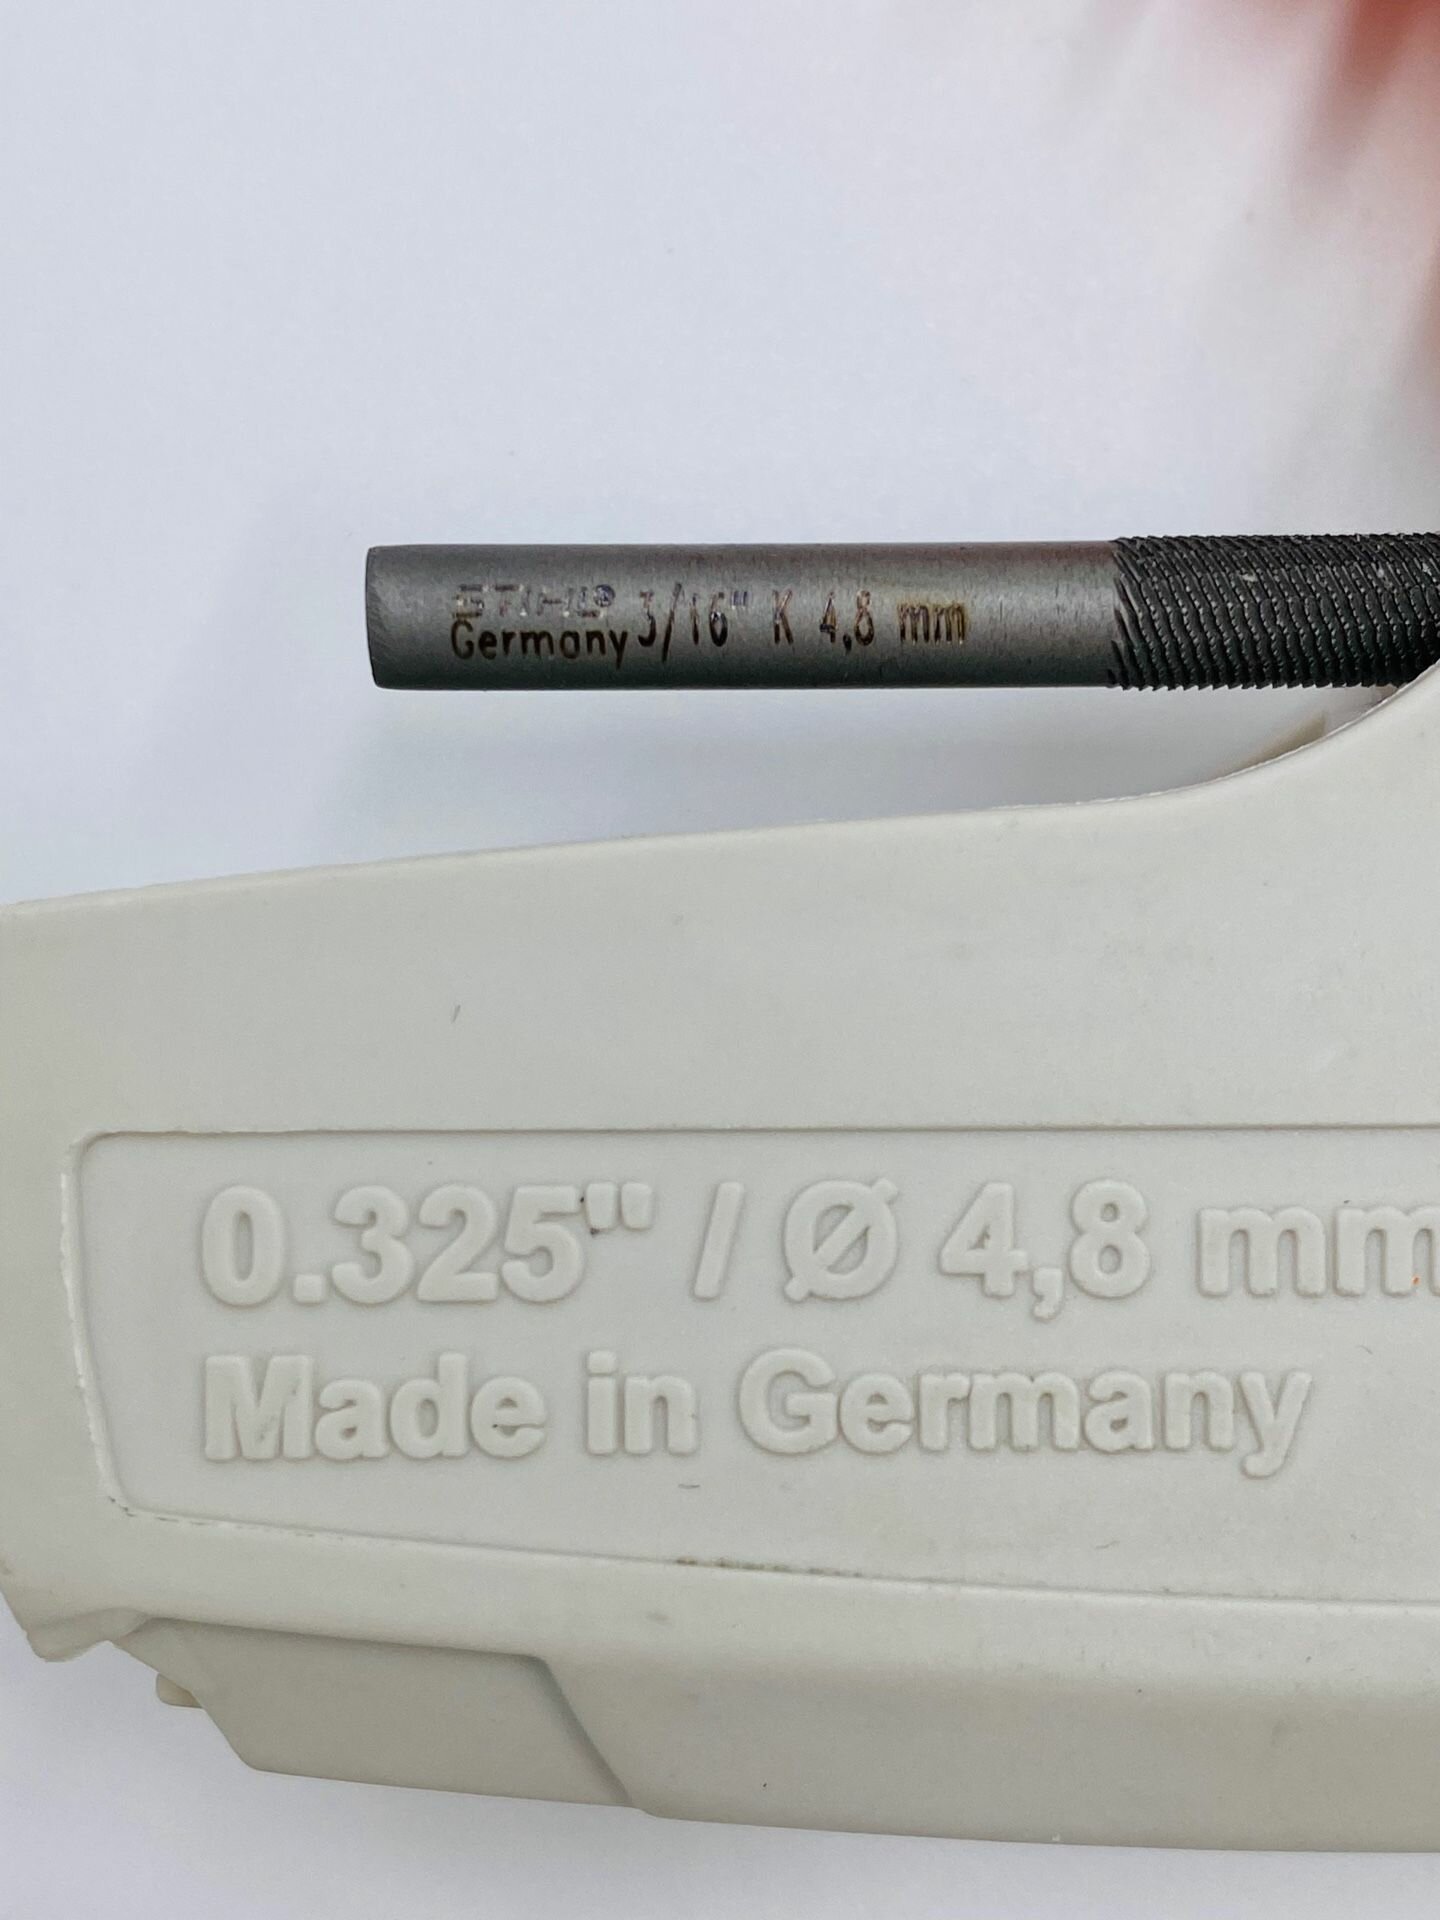 STIHL®
Germany 3/16" K 4,8 mm
0.325" / Ø 4,8 mm
Made in Germany